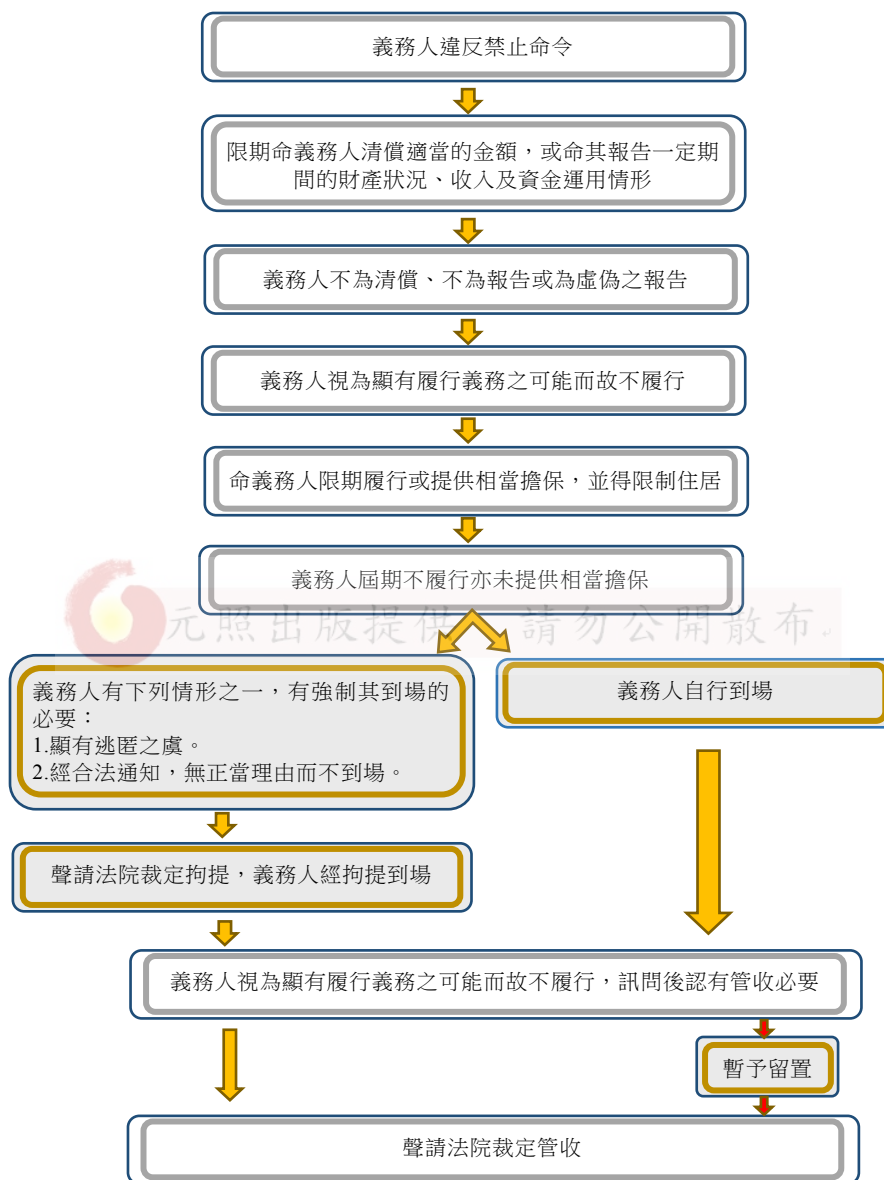 義務人違反禁止命令
限期命義務人清償適當的金額，或命其報告一定期
間的財產狀況、收入及資金運用情形
義務人不為清償、不為報告或為虛偽之報告
義務人視為顯有履行義務之可能而故不履行
命義務人限期履行或提供相當擔保，並得限制住居
義務人屆期不履行亦未提供相當擔保
元照出版提供 請勿公開散布。
義務人有下列情形之一，有強制其到場的
必要：
1.顯有逃匿之虞。
2.經合法通知，無正當理由而不到場。
義務人自行到場
聲請法院裁定拘提，義務人經拘提到場
義務人視為顯有履行義務之可能而故不履行，訊問後認有管收必要
暫予留置
聲請法院裁定管收